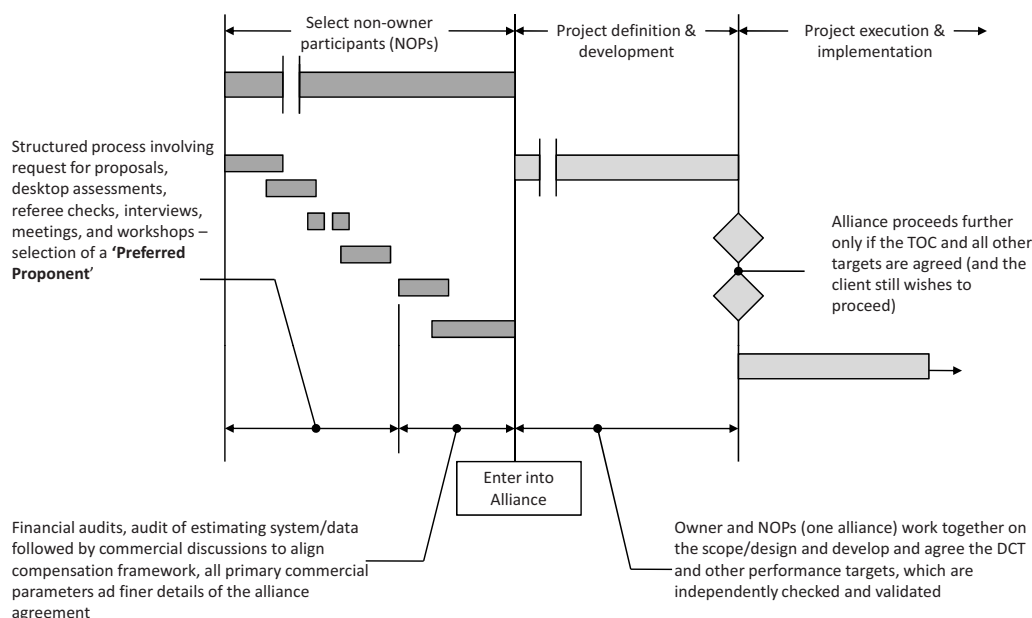 Select non-owner
participants (NOPs)
Project definition &
development
Project execution &
implementation
Structured process involving
request for proposals,
desktop assessments,
referee checks, interviews,
meetings, and workshops –
selection of a ‘Preferred
Proponent’
Alliance proceeds further
only if the TOC and all other
targets are agreed (and the
client still wishes to
proceed)
Enter into
Alliance
Financial audits, audit of estimating system/data
followed by commercial discussions to align
compensation framework, all primary commercial
parameters ad finer details of the alliance
agreement
Owner and NOPs (one alliance) work together on
the scope/design and develop and agree the DCT
and other performance targets, which are
independently checked and validated